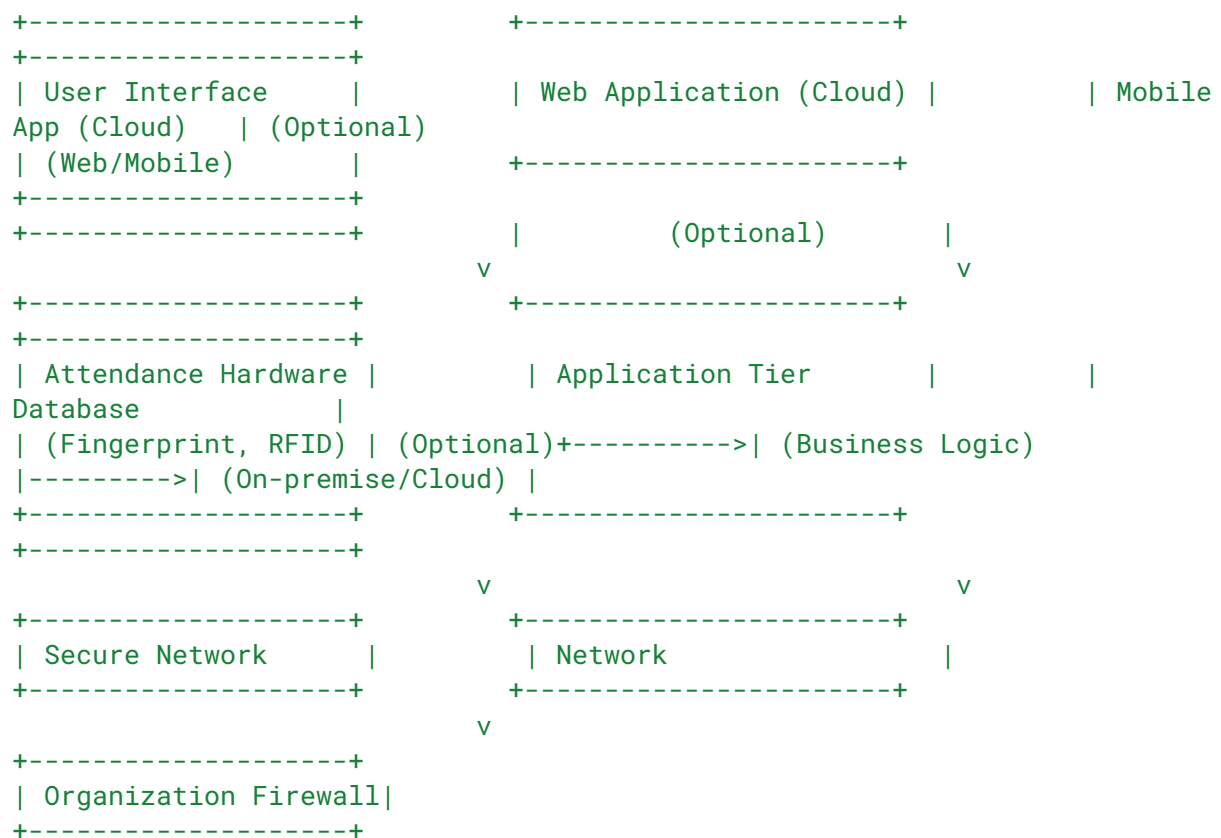 +--------------------+         +-----------------------+
+--------------------+
| User Interface     |         | Web Application (Cloud) |         | Mobile
App (Cloud)   | (Optional)
| (Web/Mobile)       |         +-----------------------+
+--------------------+
+--------------------+         |         (Optional)       |
                             v                             v
+--------------------+         +-----------------------+
+--------------------+
| Attendance Hardware |         | Application Tier       |         |
Database            |
| (Fingerprint, RFID) | (Optional)+---------->| (Business Logic)
|--------->| (On-premise/Cloud) |
+--------------------+         +-----------------------+
+--------------------+
                             v                             v
+--------------------+         +-----------------------+
| Secure Network      |         | Network                |
+--------------------+         +-----------------------+
                             v
+--------------------+
| Organization Firewall|
+--------------------+